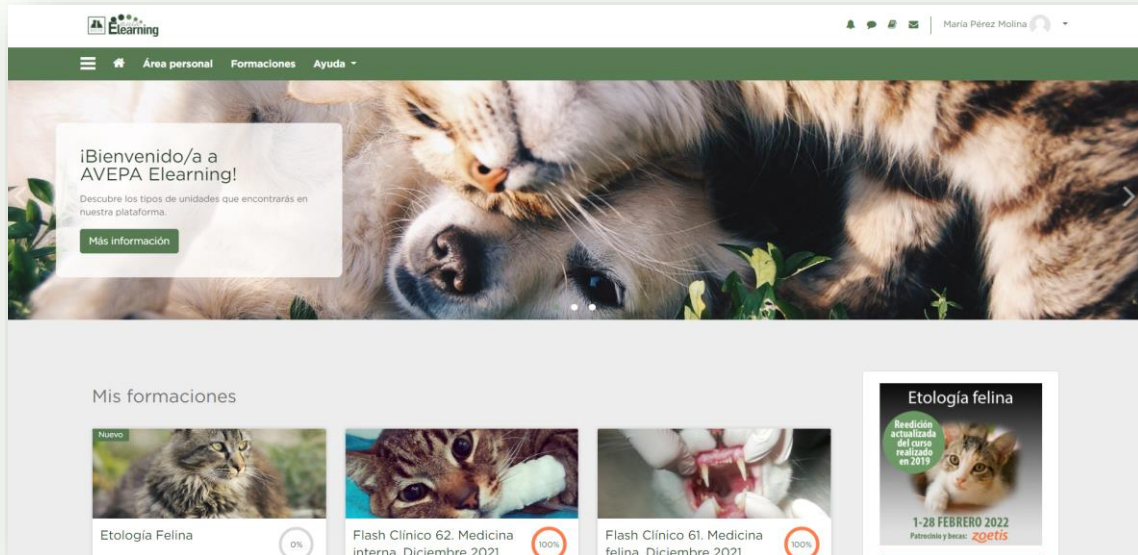 avepa
Elearning
María Pérez Molina
Área personal Formaciones Ayuda
¡Bienvenido/a a
AVEPA Elearning!
Descubre los tipos de unidades que encontrarás en
nuestra plataforma.
Más información
Mis formaciones
Nuevo
Etología Felina
0%
Flash Clínico 62. Medicina
interna. Diciembre 2021
100%
Flash Clínico 61. Medicina
felina. Diciembre 2021
100%
Etología felina
Reedición
actualizada
del curso
realizado
en 2019
1-28 FEBRERO 2022
Patrocinio y becas: zoetis